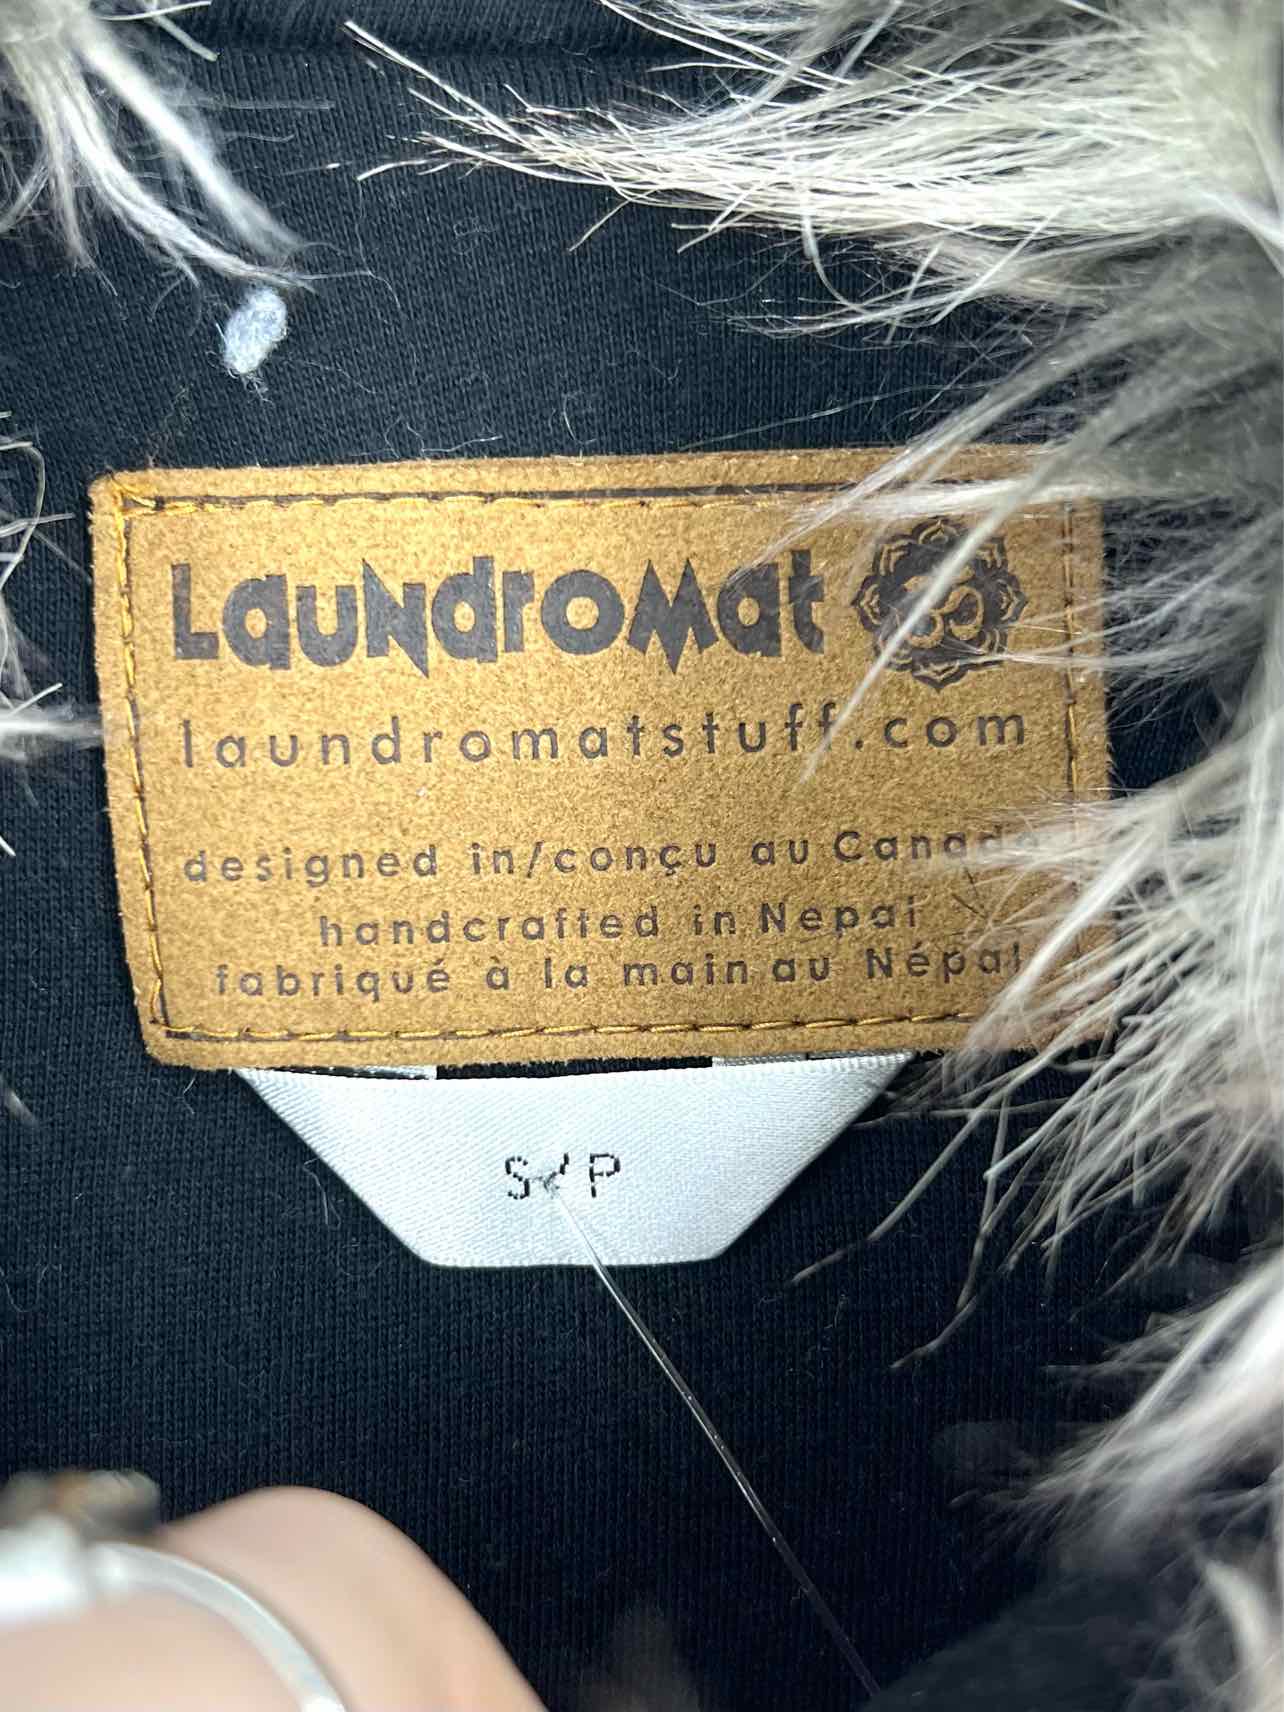 LauNdroMat
laundromatstuff.com
designed in/conçu au Canada
handcrafted in Nepal
fabriqué à la main au Népal
S/P